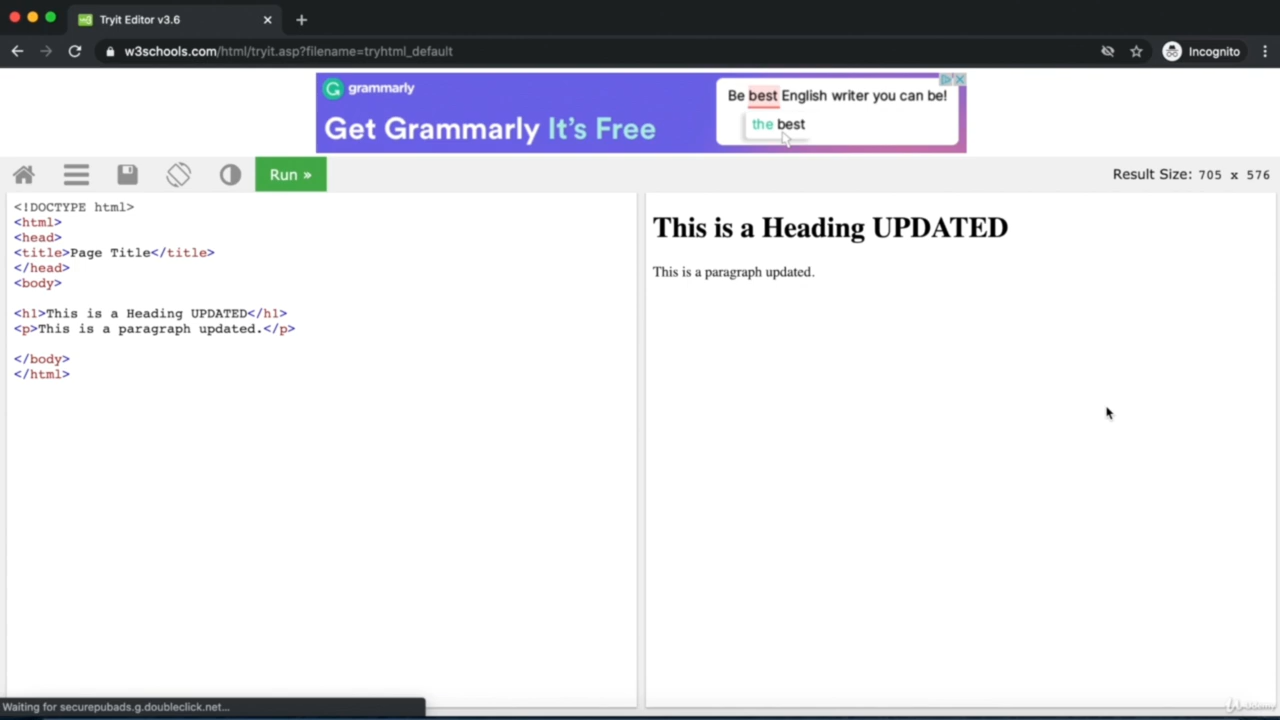 Tryit Editor v3.6
w3schools.com/html/tryit.asp?filename=tryhtml_default
Incognito
grammarly
Get Grammarly It's Free
Be best English writer you can be!
the best
Run »
Result Size: 705 x 576
<!DOCTYPE html>
<html>
<head>
<title>Page Title</title>
</head>
<body>
<h1>This is a Heading UPDATED</h1>
<p>This is a paragraph updated.</p>
</body>
</html>
This is a Heading UPDATED
This is a paragraph updated.
Waiting for securepubads.g.doubleclick.net...
Udemy